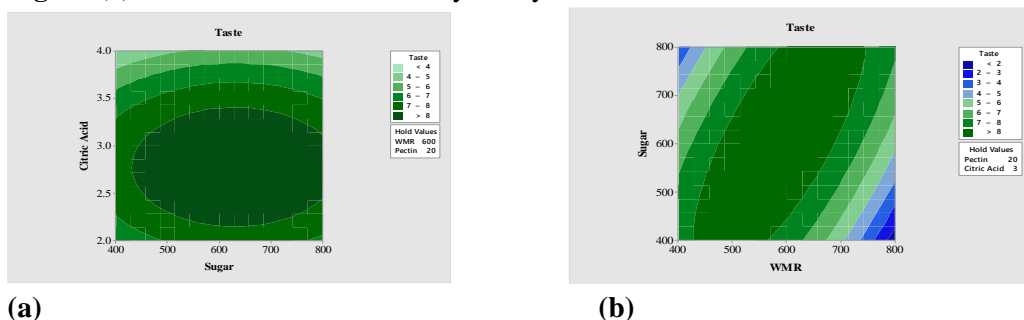 Taste
4.0
3.5
3.0
2.5
2.0
400 500 600 700 800
Citric Acid
Sugar
Taste
< 4
4 – 5
5 – 6
6 – 7
7 – 8
> 8
Hold Values
WMR 600
Pectin 20
(a)
Taste
800
700
600
500
400
400 500 600 700 800
Sugar
WMR
Taste
< 2
2 – 3
3 – 4
4 – 5
5 – 6
6 – 7
7 – 8
> 8
Hold Values
Pectin 20
Citric Acid 3
(b)